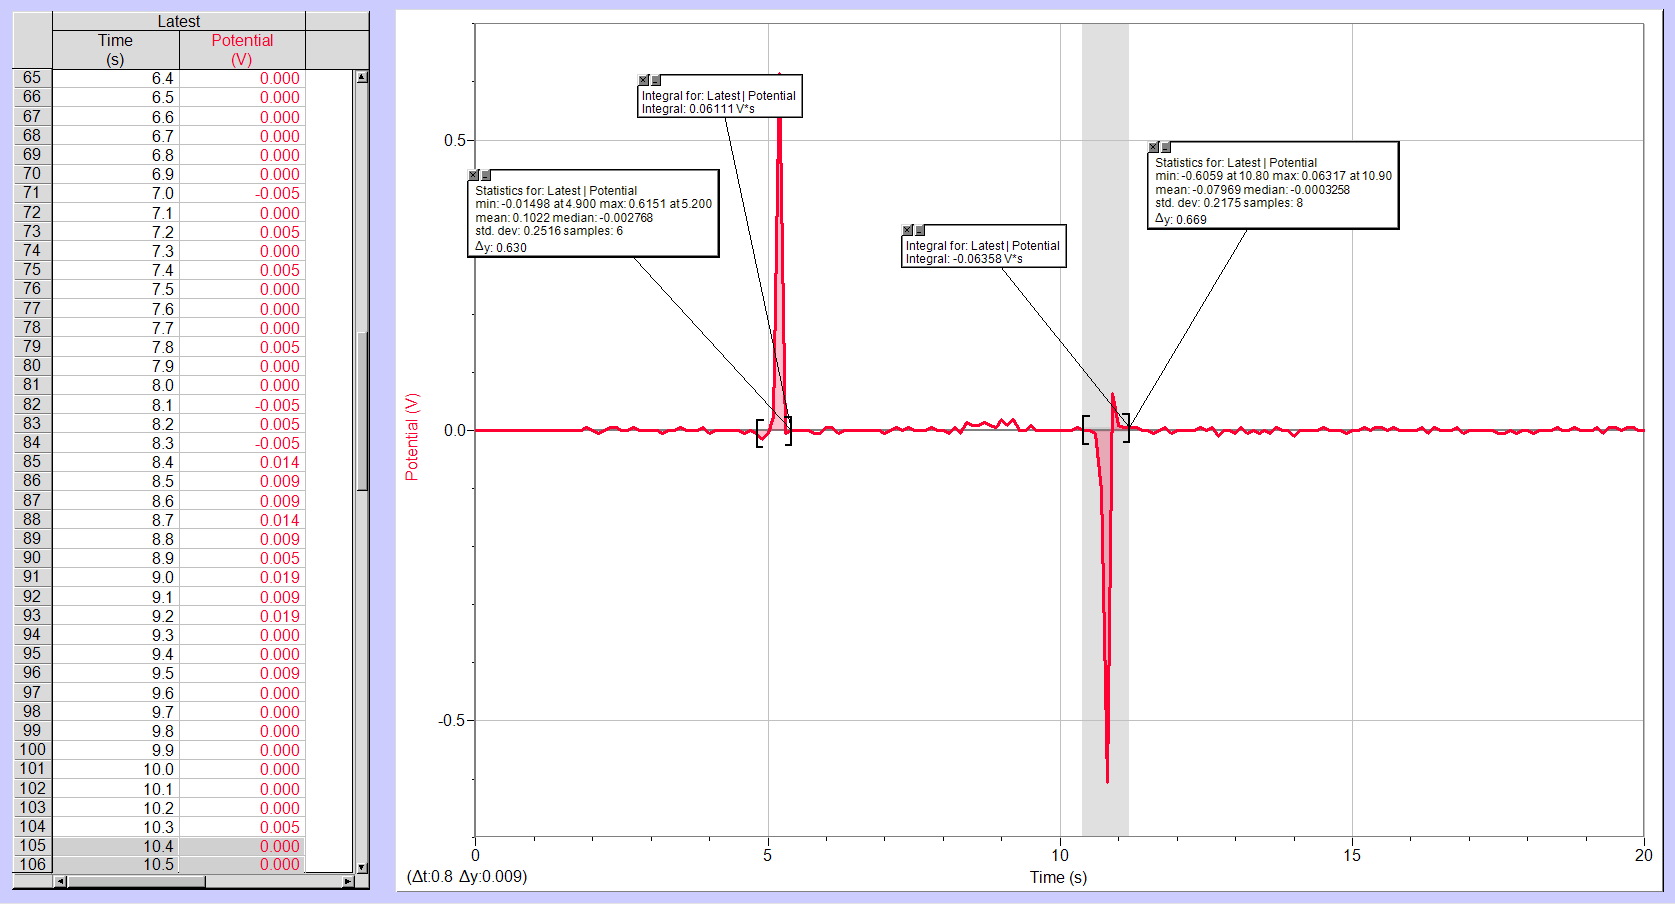 Latest
Time Potential
(s) (V)
65 6.4 0.000
66 6.5 0.000
67 6.6 0.000
68 6.7 0.000
69 6.8 0.000
70 6.9 0.000
71 7.0 -0.005
72 7.1 0.000
73 7.2 0.005
74 7.3 0.000
75 7.4 0.005
76 7.5 0.000
77 7.6 0.000
78 7.7 0.000
79 7.8 0.005
80 7.9 0.000
81 8.0 0.000
82 8.1 -0.005
83 8.2 0.005
84 8.3 -0.005
85 8.4 0.014
86 8.5 0.009
87 8.6 0.009
88 8.7 0.014
89 8.8 0.009
90 8.9 0.005
91 9.0 0.019
92 9.1 0.009
93 9.2 0.019
94 9.3 0.000
95 9.4 0.000
96 9.5 0.009
97 9.6 0.000
98 9.7 0.000
99 9.8 0.000
100 9.9 0.000
101 10.0 0.000
102 10.1 0.000
103 10.2 0.000
104 10.3 0.005
105 10.4 0.000
106 10.5 0.000
Integral for: Latest | Potential
Integral: 0.06111 V*s
Statistics for: Latest | Potential
min: -0.01498 at 4.900 max: 0.6151 at 5.200
mean: 0.1022 median: -0.002768
std. dev: 0.2516 samples: 6
Δy: 0.630
Integral for: Latest | Potential
Integral: -0.06358 V*s
Statistics for: Latest | Potential
min: -0.6059 at 10.80 max: 0.06317 at 10.90
mean: -0.07969 median: -0.0003258
std. dev: 0.2175 samples: 8
Δy: 0.669
0.5
0.0
-0.5
Potential (V)
0 5 10 15 20
(Δt:0.8 Δy:0.009)
Time (s)